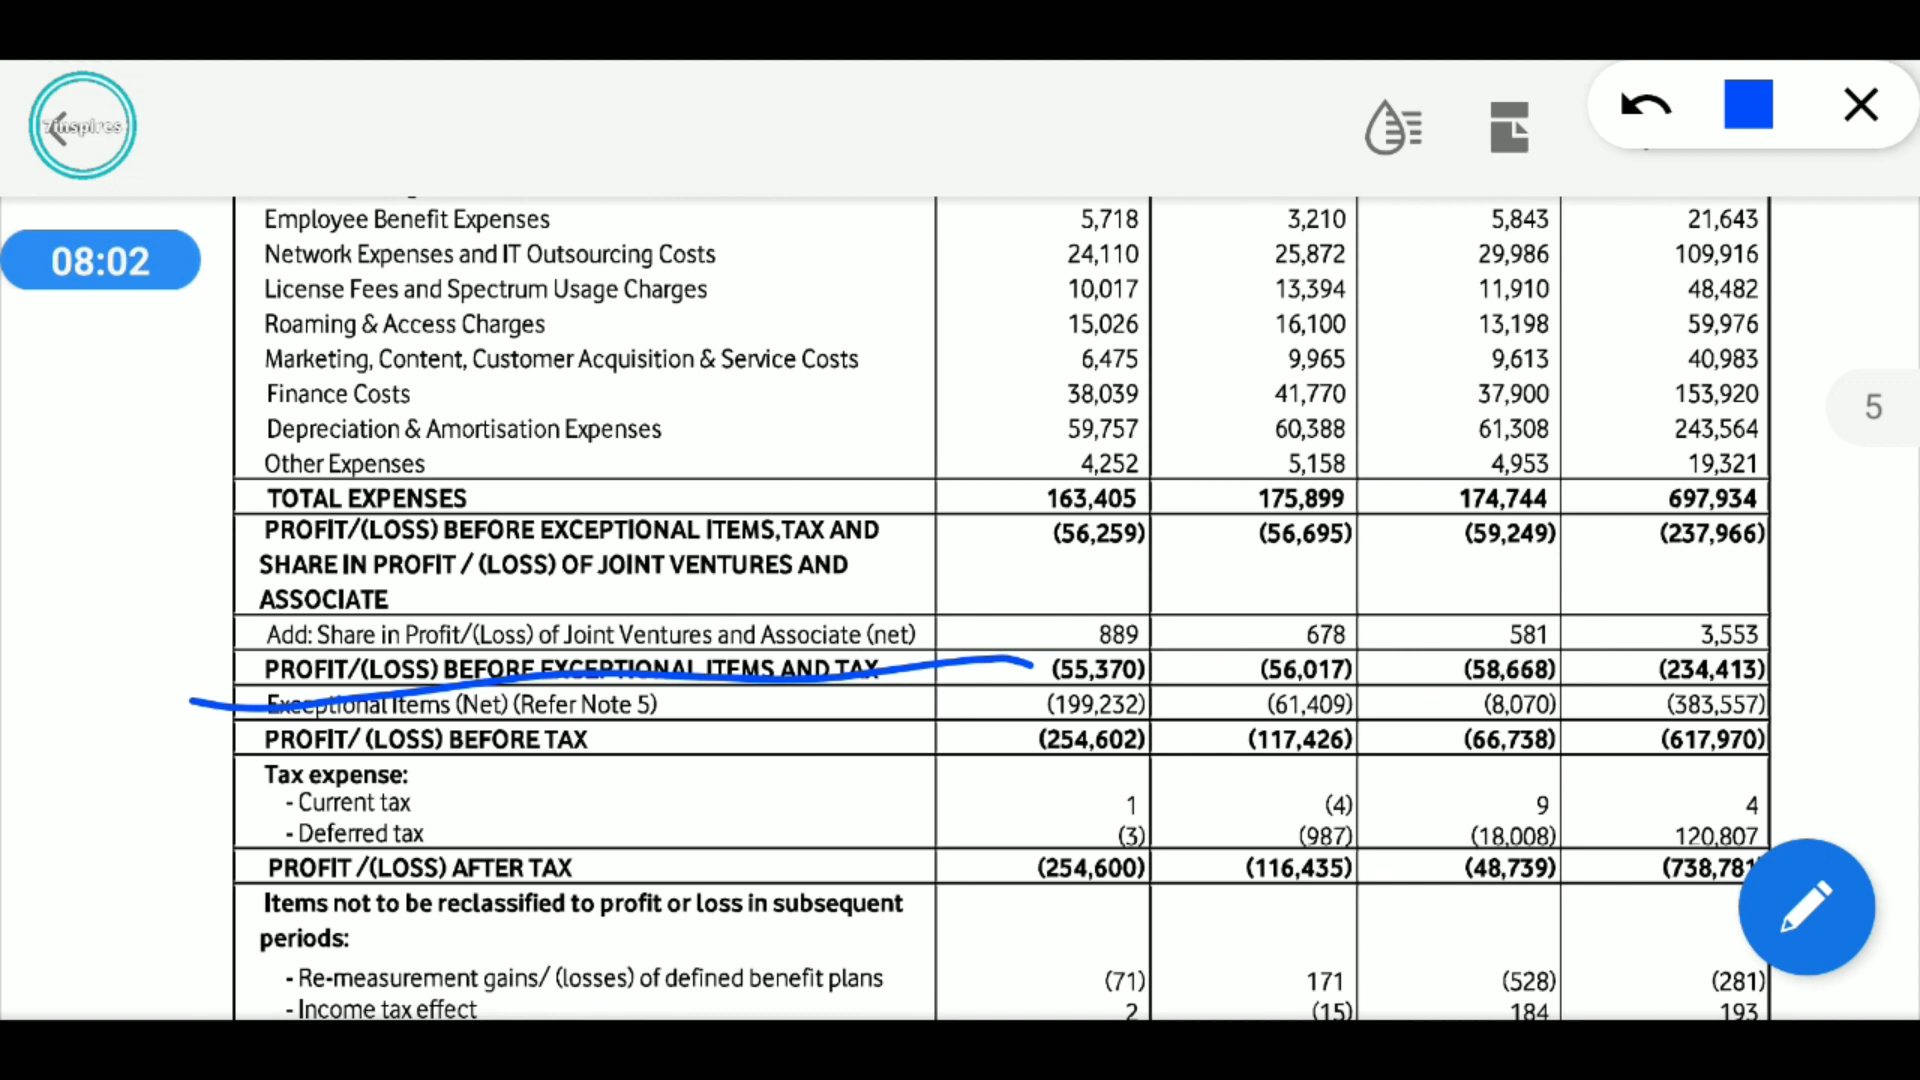 7inspires
08:02
5
Employee Benefit Expenses 5,718 3,210 5,843 21,643
Network Expenses and IT Outsourcing Costs 24,110 25,872 29,986 109,916
License Fees and Spectrum Usage Charges 10,017 13,394 11,910 48,482
Roaming & Access Charges 15,026 16,100 13,198 59,976
Marketing, Content, Customer Acquisition & Service Costs 6,475 9,965 9,613 40,983
Finance Costs 38,039 41,770 37,900 153,920
Depreciation & Amortisation Expenses 59,757 60,388 61,308 243,564
Other Expenses 4,252 5,158 4,953 19,321
TOTAL EXPENSES 163,405 175,899 174,744 697,934
PROFIT/(LOSS) BEFORE EXCEPTIONAL ITEMS,TAX AND (56,259) (56,695) (59,249) (237,966)
SHARE IN PROFIT / (LOSS) OF JOINT VENTURES AND
ASSOCIATE
Add: Share in Profit/(Loss) of Joint Ventures and Associate (net) 889 678 581 3,553
PROFIT/(LOSS) BEFORE EXCEPTIONAL ITEMS AND TAX (55,370) (56,017) (58,668) (234,413)
Exceptional Items (Net) (Refer Note 5) (199,232) (61,409) (8,070) (383,557)
PROFIT/ (LOSS) BEFORE TAX (254,602) (117,426) (66,738) (617,970)
Tax expense:
- Current tax 1 (4) 9 4
- Deferred tax (3) (987) (18,008) 120,807
PROFIT /(LOSS) AFTER TAX (254,600) (116,435) (48,739) (738,781
Items not to be reclassified to profit or loss in subsequent
periods:
- Re-measurement gains/ (losses) of defined benefit plans (71) 171 (528) (281)
- Income tax effect 2 (15) 184 193